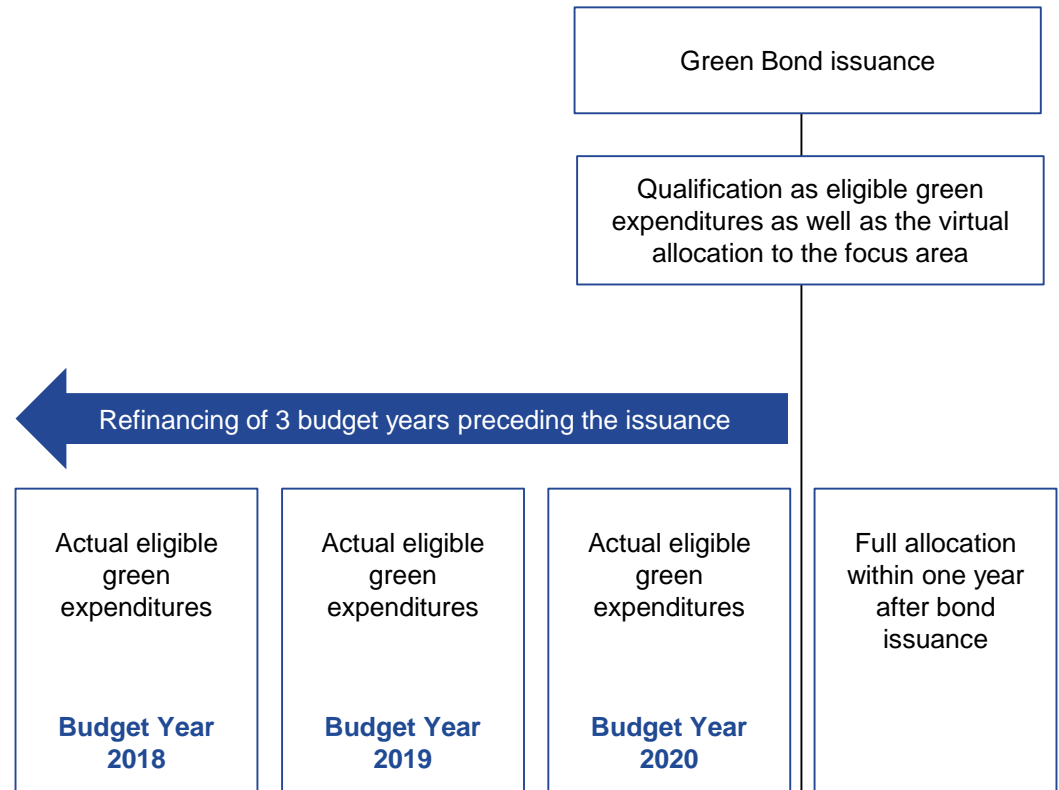 Green Bond issuance
Qualification as eligible green
expenditures as well as the virtual
allocation to the focus area
Refinancing of 3 budget years preceding the issuance
Actual eligible
green
expenditures
Budget Year
2018
Actual eligible
green
expenditures
Budget Year
2019
Actual eligible
green
expenditures
Budget Year
2020
Full allocation
within one year
after bond
issuance